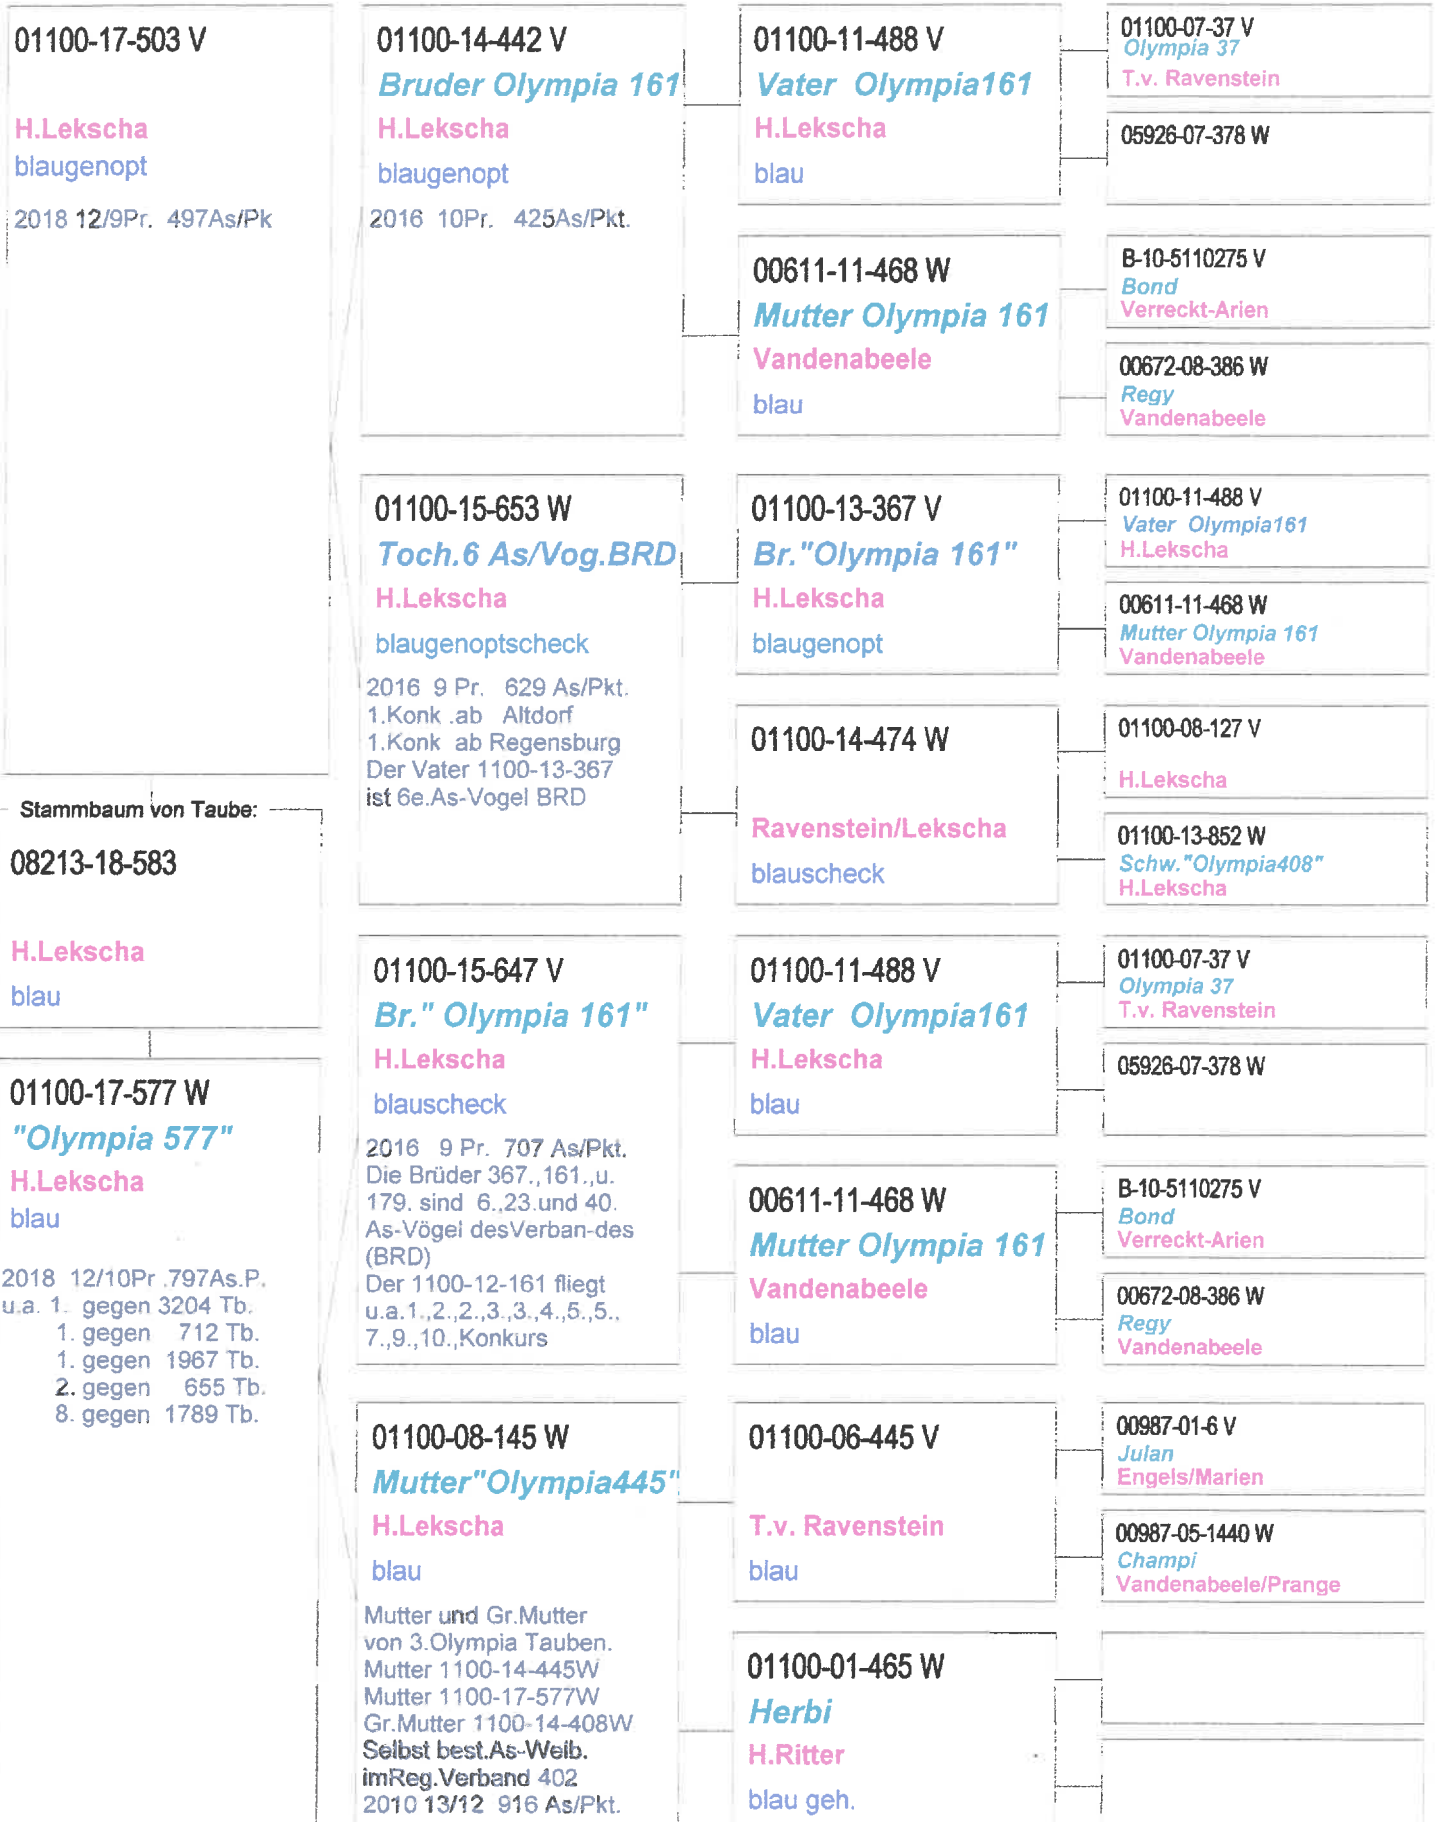 01100-17-503 V
H.Lekscha
blaugenopt
2018 12/9Pr. 497As/Pk
Stammbaum von Taube:
08213-18-583
H.Lekscha
blau
01100-17-577 W
"Olympia 577"
H.Lekscha
blau
2018 12/10Pr .797As.P.
u.a. 1. gegen 3204 Tb.
1. gegen 712 Tb.
1. gegen 1967 Tb.
2. gegen 655 Tb.
8. gegen 1789 Tb.
01100-14-442 V
Bruder Olympia 161
H.Lekscha
blaugenopt
2016 10Pr. 425As/Pkt.
01100-15-653 W
Toch.6 As/Vog.BRD
H.Lekscha
blaugenoptscheck
2016 9 Pr. 629 As/Pkt.
1.Konk .ab Altdorf
1.Konk ab Regensburg
Der Vater 1100-13-367
ist 6e.As-Vogel BRD
01100-15-647 V
Br." Olympia 161"
H.Lekscha
blauscheck
2016 9 Pr. 707 As/Pkt.
Die Brüder 367.,161.,u.
179. sind 6.,23.und 40.
As-Vögel desVerban-des
(BRD)
Der 1100-12-161 fliegt
u.a.1.,2.,2.,3.,3.,4.,5.,5.,
7.,9.,10.,Konkurs
01100-08-145 W
Mutter"Olympia445"
H.Lekscha
blau
Mutter und Gr.Mutter
von 3.Olympia Tauben.
Mutter 1100-14-445W
Mutter 1100-17-577W
Gr.Mutter 1100-14-408W
Selbst best.As-Weib.
imReg.Verband 402
2010 13/12 916 As/Pkt.
01100-11-488 V
Vater Olympia161
H.Lekscha
blau
00611-11-468 W
Mutter Olympia 161
Vandenabeele
blau
01100-13-367 V
Br."Olympia 161"
H.Lekscha
blaugenopt
01100-14-474 W
Ravenstein/Lekscha
blauscheck
01100-11-488 V
Vater Olympia161
H.Lekscha
blau
00611-11-468 W
Mutter Olympia 161
Vandenabeele
blau
01100-06-445 V
T.v. Ravenstein
blau
01100-01-465 W
Herbi
H.Ritter
blau geh.
01100-07-37 V
Olympia 37
T.v. Ravenstein
05926-07-378 W
B-10-5110275 V
Bond
Verreckt-Arien
00672-08-386 W
Regy
Vandenabeele
01100-11-488 V
Vater Olympia161
H.Lekscha
00611-11-468 W
Mutter Olympia 161
Vandenabeele
01100-08-127 V
H.Lekscha
01100-13-852 W
Schw."Olympia408"
H.Lekscha
01100-07-37 V
Olympia 37
T.v. Ravenstein
05926-07-378 W
B-10-5110275 V
Bond
Verreckt-Arien
00672-08-386 W
Regy
Vandenabeele
00987-01-6 V
Julan
Engels/Marien
00987-05-1440 W
Champi
Vandenabeele/Prange